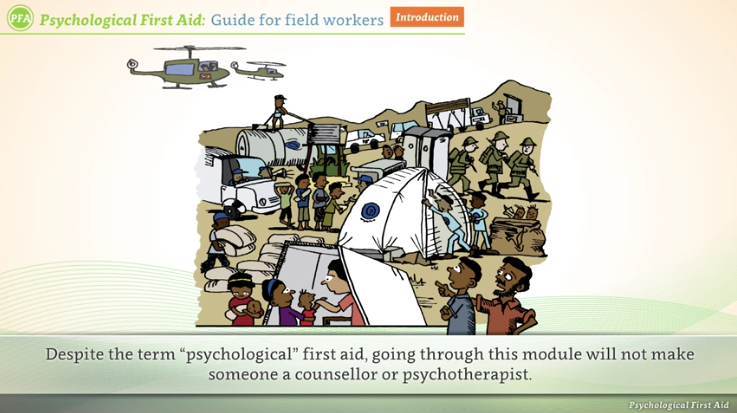 PFA Psychological First Aid: Guide for field workers Introduction
Despite the term “psychological” first aid, going through this module will not make
someone a counsellor or psychotherapist.
Psychological First Aid